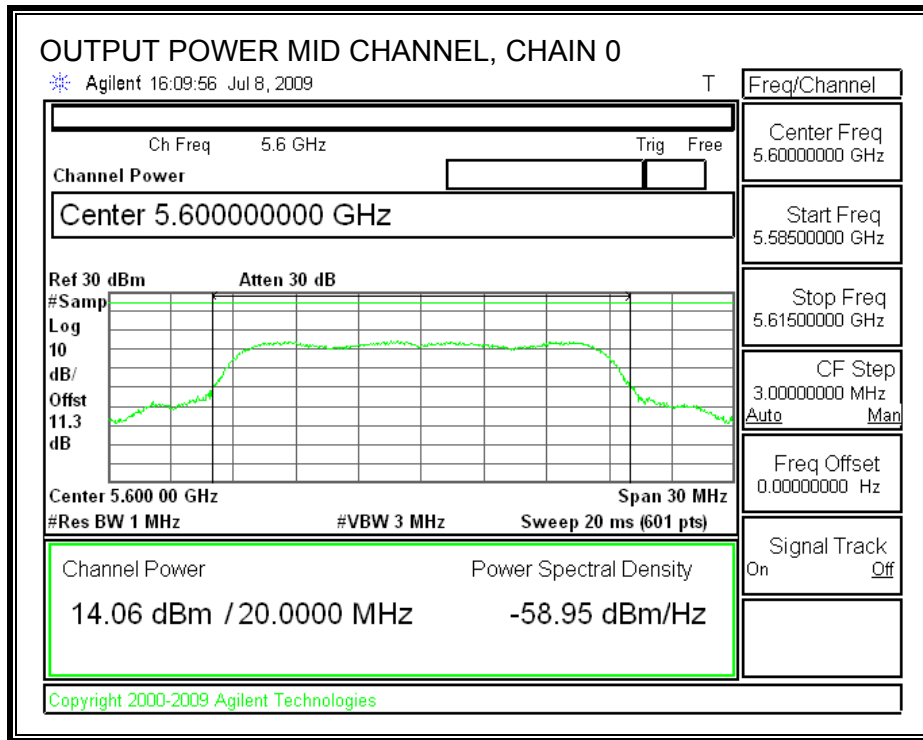 OUTPUT POWER MID CHANNEL, CHAIN 0
Agilent 16:09:56 Jul 8, 2009 T
Freq/Channel
Ch Freq 5.6 GHz Trig Free
Channel Power
Center 5.600000000 GHz
Center Freq
5.60000000 GHz
Start Freq
5.58500000 GHz
Stop Freq
5.61500000 GHz
CF Step
3.00000000 MHz
Auto Man
Freq Offset
0.00000000 Hz
Signal Track
On Off
Ref 30 dBm Atten 30 dB
#Samp
Log
10
dB/
Offst
11.3
dB
Center 5.600 00 GHz Span 30 MHz
#Res BW 1 MHz #VBW 3 MHz Sweep 20 ms (601 pts)
Channel Power Power Spectral Density
14.06 dBm / 20.0000 MHz -58.95 dBm/Hz
Copyright 2000-2009 Agilent Technologies